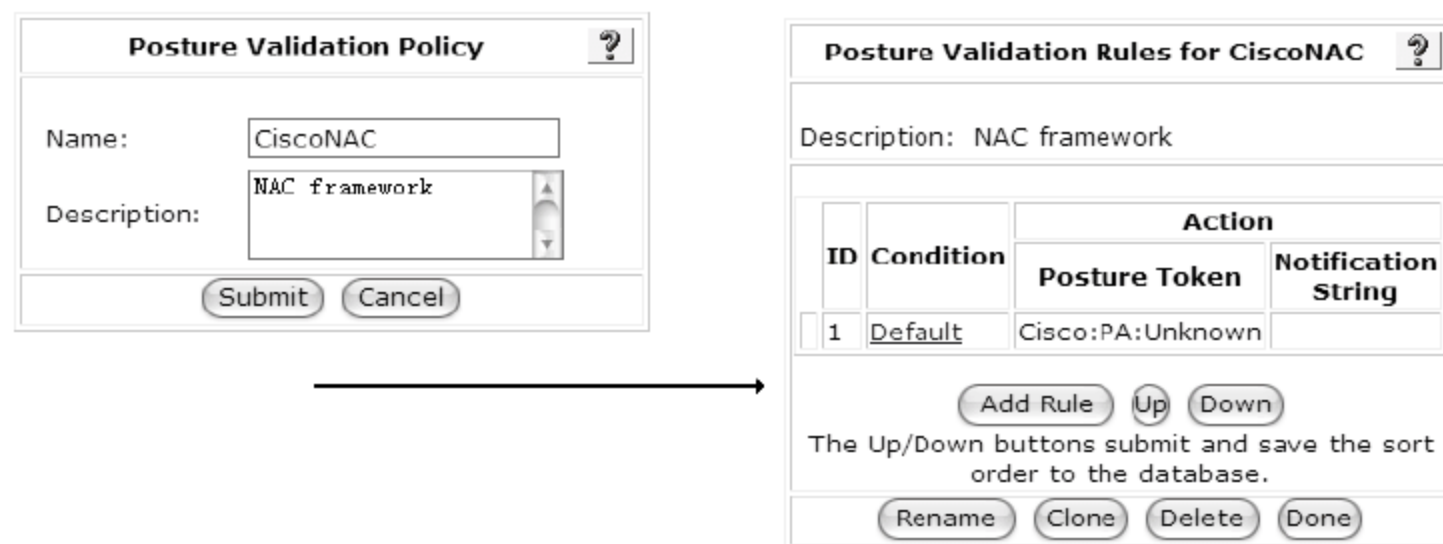 Posture Validation Policy ?
Name: CiscoNAC
Description: NAC framework
Submit Cancel
Posture Validation Rules for CiscoNAC ?
Description: NAC framework
ID Condition Action
Posture Token Notification String
1 Default Cisco:PA:Unknown
Add Rule Up Down
The Up/Down buttons submit and save the sort
order to the database.
Rename Clone Delete Done